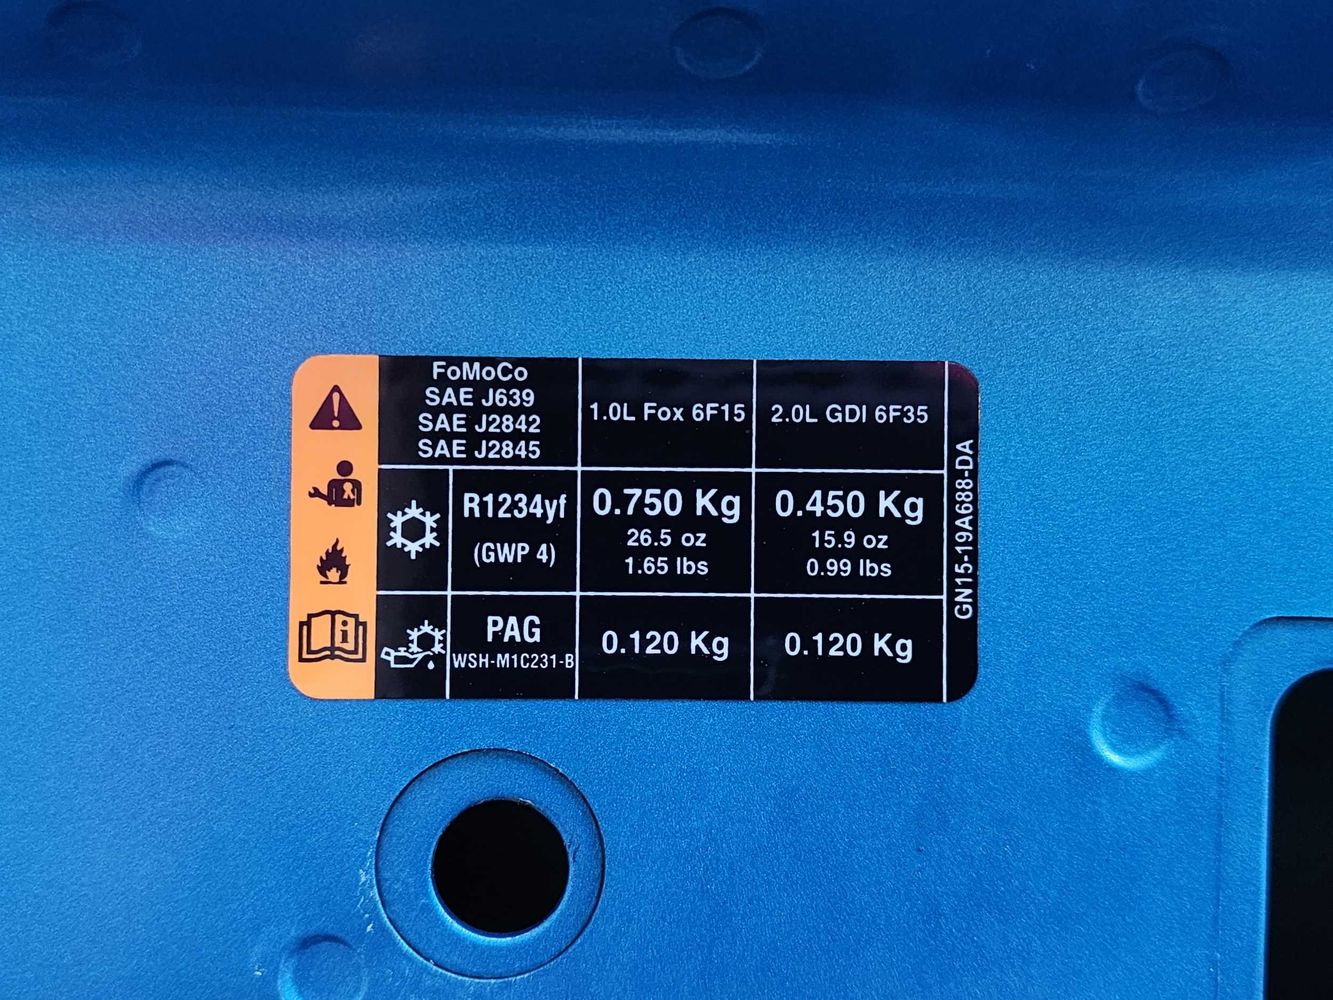 FoMoCo
SAE J639
SAE J2842
SAE J2845
1.0L Fox 6F15
2.0L GDI 6F35
R1234yf
(GWP 4)
0.750 Kg
26.5 oz
1.65 lbs
0.450 Kg
15.9 oz
0.99 lbs
PAG
WSH-M1C231-B
0.120 Kg
0.120 Kg
GN15-19A688-DA